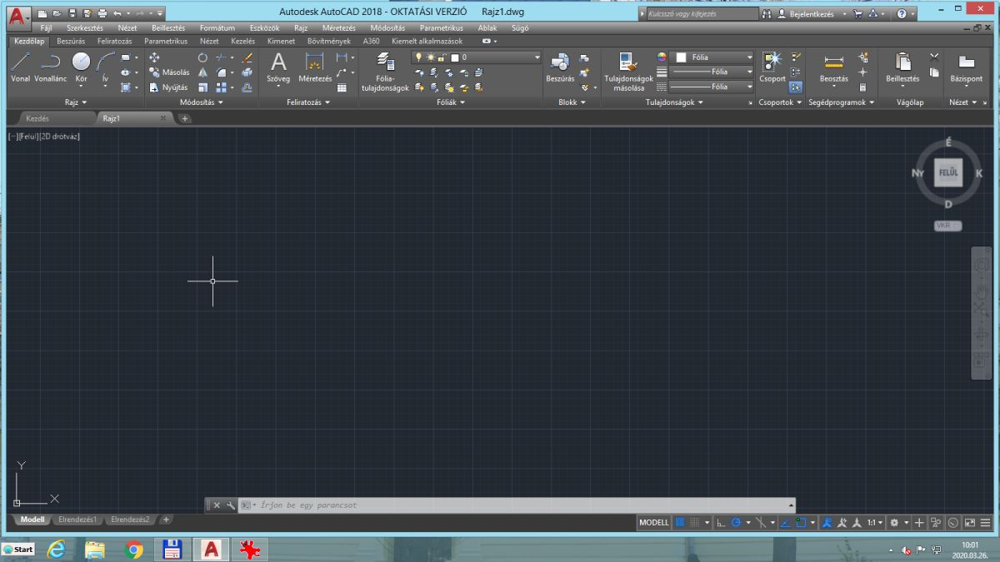 Autodesk AutoCAD 2018 - OKTATÁSI VERZIÓ Rajz1.dwg Kulcsszó vagy kifejezés Bejelentkezés
Fájl Szerkesztés Nézet Beillesztés Formátum Eszközök Rajz Méretezés Módosítás Parametrikus Ablak Súgó
Kezdőlap Beszúrás Feliratozás Parametrikus Nézet Kezelés Kimenet Bővítmények A360 Kiemelt alkalmazások
0 Fólia
Másolás Fólia
Vonal Vonallánc Kör Ív Szöveg Méretezés Fólia-tulajdonságok Beszúrás Tulajdonságok másolása Csoport Beosztás Beillesztés Bázispont
Nyújtás Fólia
Rajz Módosítás Feliratozás Fóliák Blokk Tulajdonságok Csoportok Segédprogramok Vágólap Nézet
Kezdés Rajz1
[−][Felül][2D drótváz]
É
Ny FELÜL K
D
VKR
Y
X
Írjon be egy parancsot
Modell Elrendezés1 Elrendezés2 +
MODELL 1:1
Start
10:01
2020.03.26.